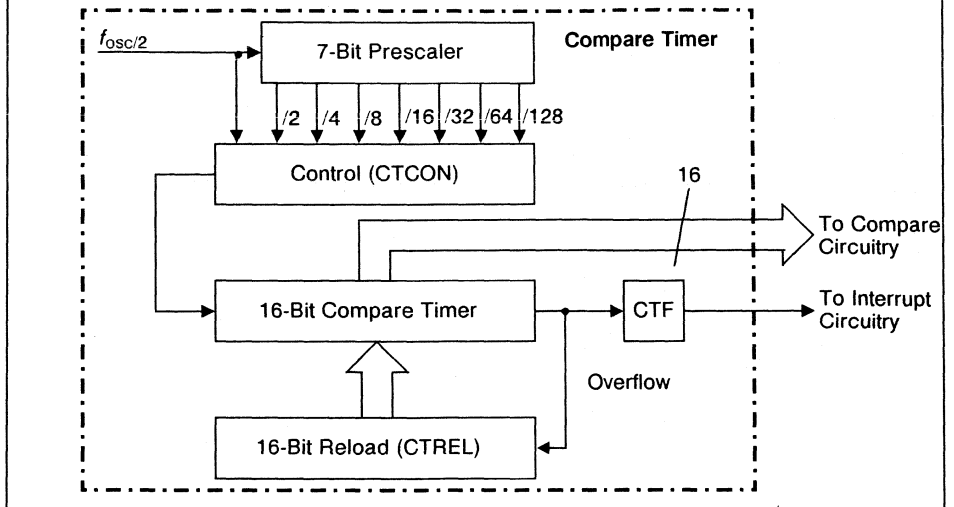 fosc/2
7-Bit Prescaler
Compare Timer
/2 /4 /8 /16 /32 /64 /128
Control (CTCON)
16
To Compare
Circuitry
16-Bit Compare Timer
CTF
To Interrupt
Circuitry
Overflow
16-Bit Reload (CTREL)